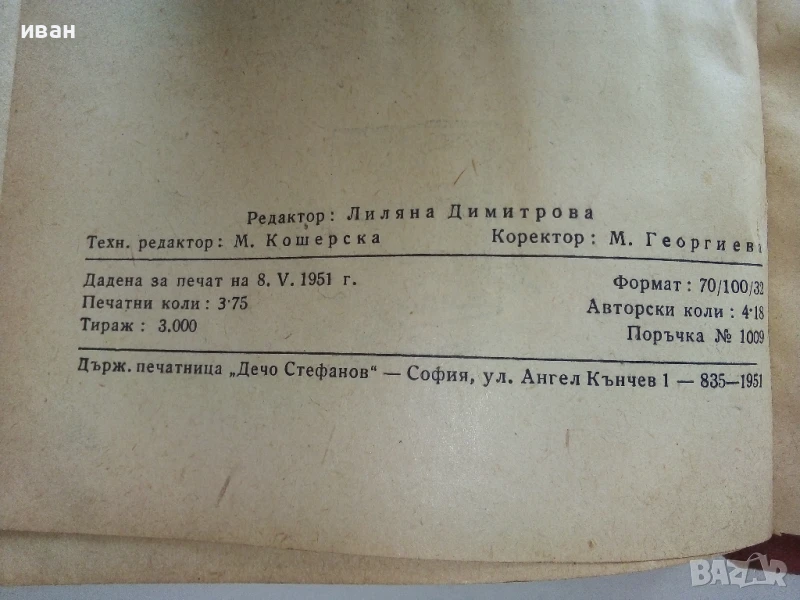 иван
Редактор: Лиляна Димитрова
Техн. редактор: М. Кошерска Коректор: М. Георгиева
Дадена за печат на 8. V. 1951 г. Формат: 70/100/32
Печатни коли: 3·75 Авторски коли: 4·18
Тираж: 3.000 Поръчка № 1009
Държ. печатница „Дечо Стефанов“ — София, ул. Ангел Кънчев 1 — 835—1951
BAZAR